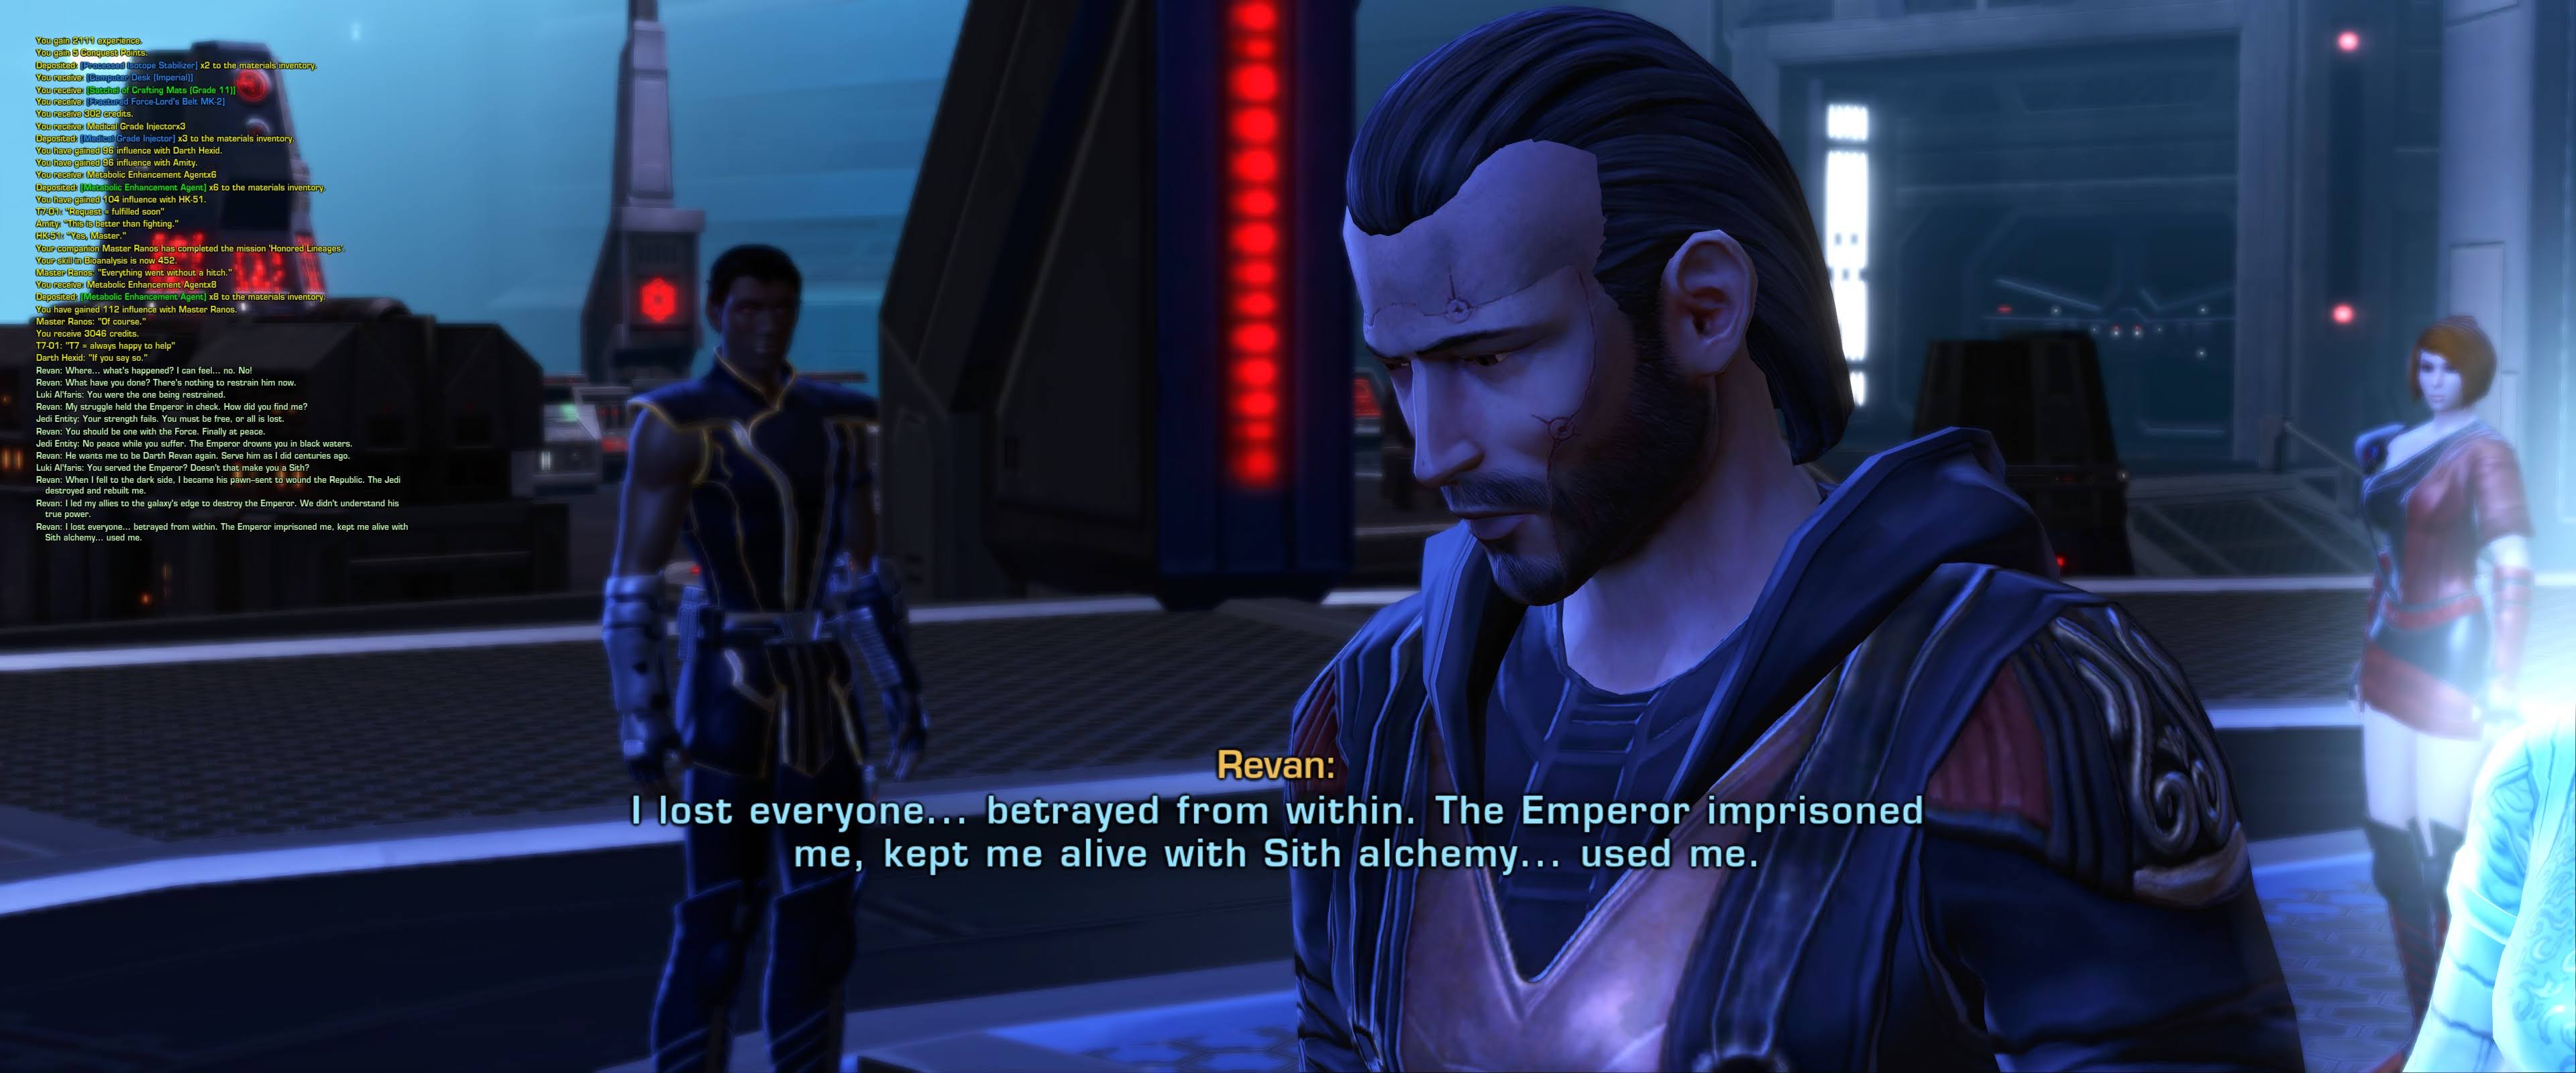 You gain 2111 experience.
You gain 5 Conquest Points.
Deposited: [Processed Isotope Stabilizer] x2 to the materials inventory.
You receive: [Computer Desk (Imperial)]
You receive: [Satchel of Crafting Mats (Grade 11)]
You receive: [Fractured Force-Lord's Belt MK-2]
You receive 302 credits.
You receive: Medical Grade Injectorx3
Deposited: [Medical Grade Injector] x3 to the materials inventory.
You have gained 96 influence with Darth Hexid.
You have gained 96 influence with Amity.
You receive: Metabolic Enhancement Agentx6
Deposited: [Metabolic Enhancement Agent] x6 to the materials inventory.
You have gained 104 influence with HK-51.
T7-01: "Request = fulfilled soon"
Amity: "This is better than fighting."
HK-51: "Yes, Master."
Your companion Master Ranos has completed the mission 'Honored Lineages'.
Your skill in Bioanalysis is now 452.
Master Ranos: "Everything went without a hitch."
You receive: Metabolic Enhancement Agentx8
Deposited: [Metabolic Enhancement Agent] x8 to the materials inventory.
You have gained 112 influence with Master Ranos.
Master Ranos: "Of course."
You receive 3046 credits.
T7-01: "T7 = always happy to help"
Darth Hexid: "If you say so."
Revan: Where... what's happened? I can feel... no. No!
Revan: What have you done? There's nothing to restrain him now.
Luki Al'faris: You were the one being restrained.
Revan: My struggle held the Emperor in check. How did you find me?
Jedi Entity: Your strength fails. You must be free, or all is lost.
Revan: You should be one with the Force. Finally at peace.
Jedi Entity: No peace while you suffer. The Emperor drowns you in black waters.
Revan: He wants me to be Darth Revan again. Serve him as I did centuries ago.
Luki Al'faris: You served the Emperor? Doesn't that make you a Sith?
Revan: When I fell to the dark side, I became his pawn–sent to wound the Republic. The Jedi
destroyed and rebuilt me.
Revan: I led my allies to the galaxy's edge to destroy the Emperor. We didn't understand his
true power.
Revan: I lost everyone... betrayed from within. The Emperor imprisoned me, kept me alive with
Sith alchemy... used me.
Revan:
I lost everyone... betrayed from within. The Emperor imprisoned
me, kept me alive with Sith alchemy... used me.